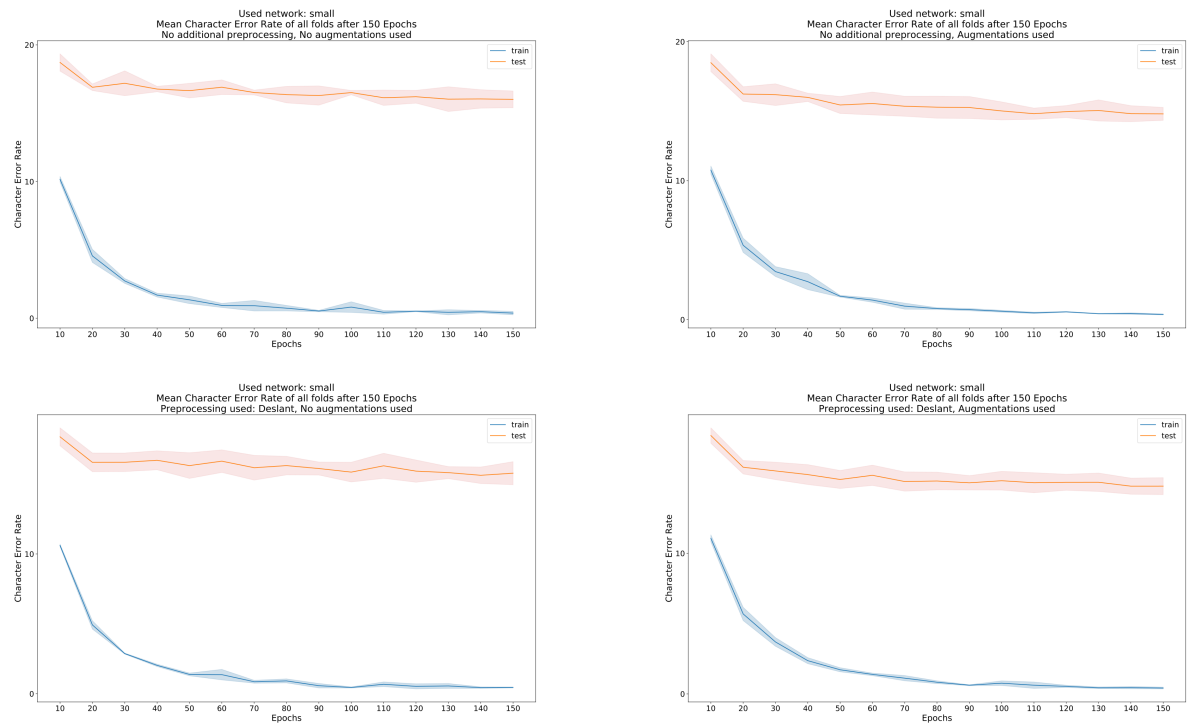 Used network: small
Mean Character Error Rate of all folds after 150 Epochs
No additional preprocessing, No augmentations used
train
test
20
10
0
Character Error Rate
10 20 30 40 50 60 70 80 90 100 110 120 130 140 150
Epochs
Used network: small
Mean Character Error Rate of all folds after 150 Epochs
No additional preprocessing, Augmentations used
train
test
20
10
0
Character Error Rate
10 20 30 40 50 60 70 80 90 100 110 120 130 140 150
Epochs
Used network: small
Mean Character Error Rate of all folds after 150 Epochs
Preprocessing used: Deslant, No augmentations used
train
test
10
0
Character Error Rate
10 20 30 40 50 60 70 80 90 100 110 120 130 140 150
Epochs
Used network: small
Mean Character Error Rate of all folds after 150 Epochs
Preprocessing used: Deslant, Augmentations used
train
test
10
0
Character Error Rate
10 20 30 40 50 60 70 80 90 100 110 120 130 140 150
Epochs